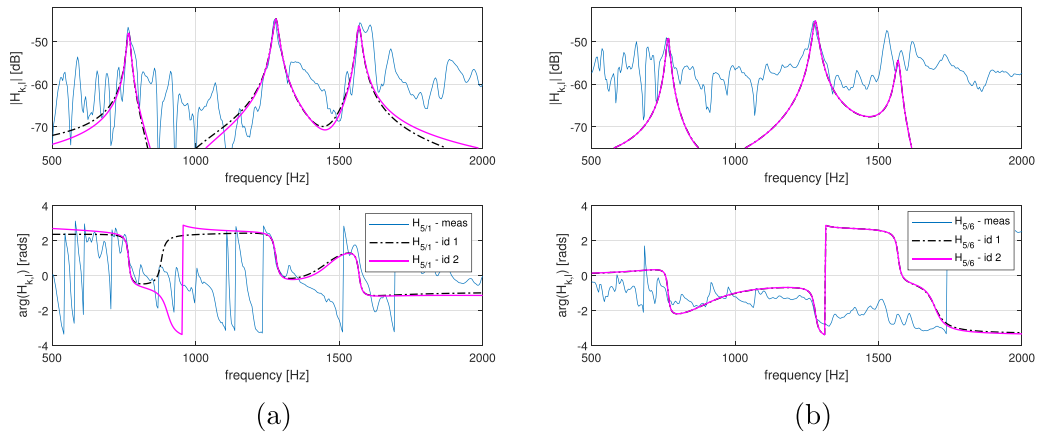 |H_{k,l}| [dB]
-50
-60
-70
500 1000 1500 2000
frequency [Hz]
arg(H_{k,l}) [rads]
4
2
0
-2
-4
H_{5/1} - meas
H_{5/1} - id 1
H_{5/1} - id 2
500 1000 1500 2000
frequency [Hz]
(a)
|H_{k,l}| [dB]
-50
-60
-70
500 1000 1500 2000
frequency [Hz]
arg(H_{k,l}) [rads]
4
2
0
-2
-4
H_{5/6} - meas
H_{5/6} - id 1
H_{5/6} - id 2
500 1000 1500 2000
frequency [Hz]
(b)